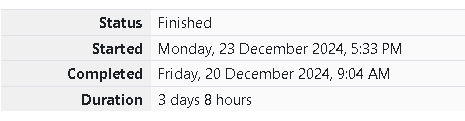 Status Finished
Started Monday, 23 December 2024, 5:33 PM
Completed Friday, 20 December 2024, 9:04 AM
Duration 3 days 8 hours